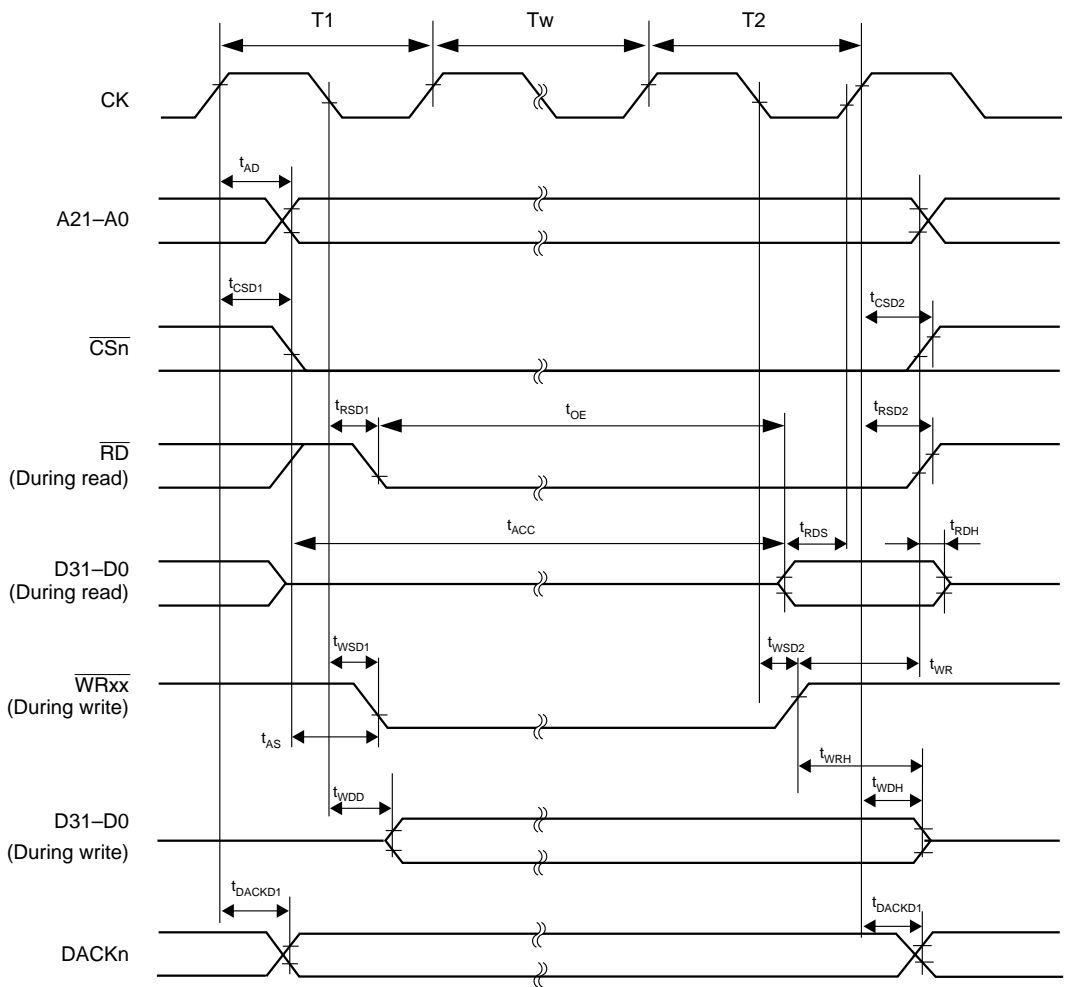 T1 Tw T2
CK
tAD
A21–A0
tCSD1 tCSD2
CSn
tRSD1 tOE tRSD2
RD
(During read)
tACC tRDS tRDH
D31–D0
(During read)
tWSD1 tWSD2 tWR
WRxx
(During write)
tAS
tWRH
tWDD tWDH
D31–D0
(During write)
tDACKD1 tDACKD1
DACKn